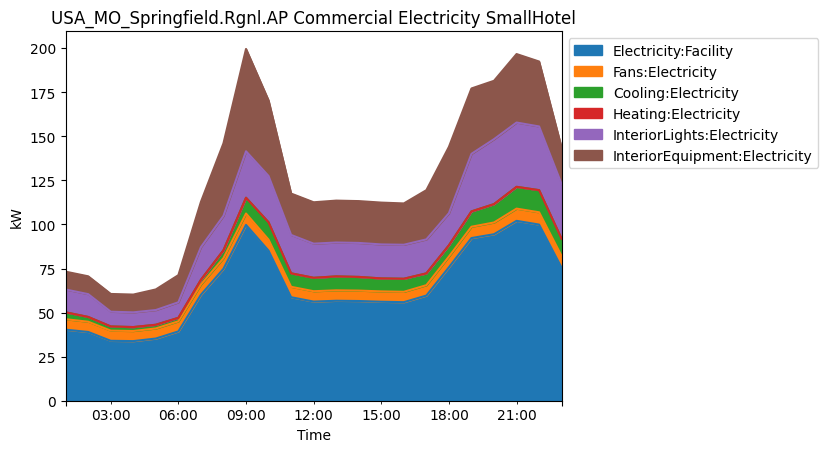 USA_MO_Springfield.Rgnl.AP Commercial Electricity SmallHotel
200
175
150
125
100
75
50
25
0
kW
03:00 06:00 09:00 12:00 15:00 18:00 21:00
Time
Electricity:Facility
Fans:Electricity
Cooling:Electricity
Heating:Electricity
InteriorLights:Electricity
InteriorEquipment:Electricity